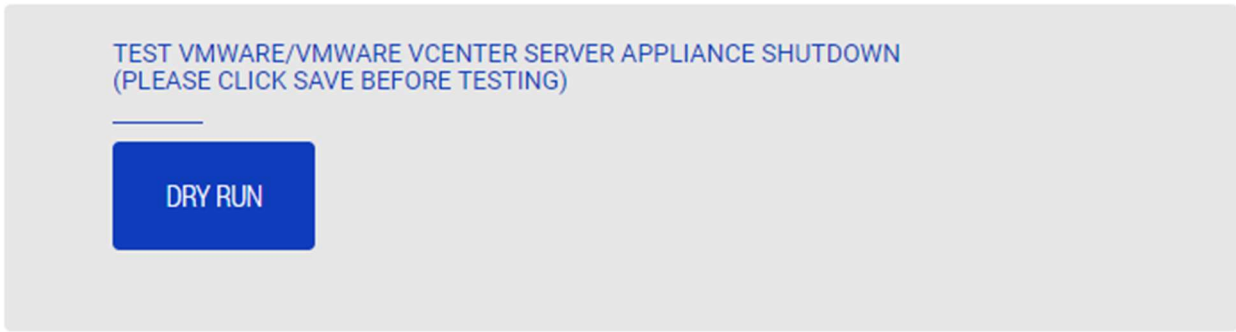 TEST VMWARE/VMWARE VCENTER SERVER APPLIANCE SHUTDOWN
(PLEASE CLICK SAVE BEFORE TESTING)
DRY RUN